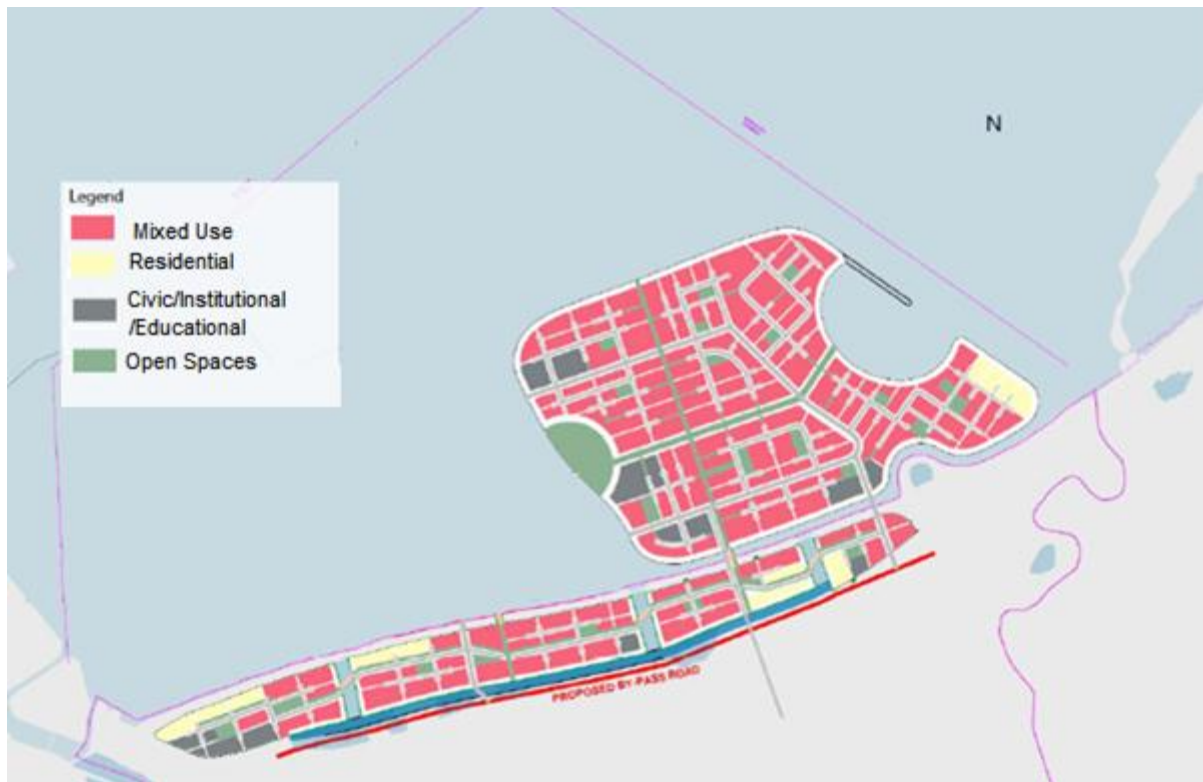 N
Legend
Mixed Use
Residential
Civic/Institutional
/Educational
Open Spaces
PROPOSED BY-PASS ROAD